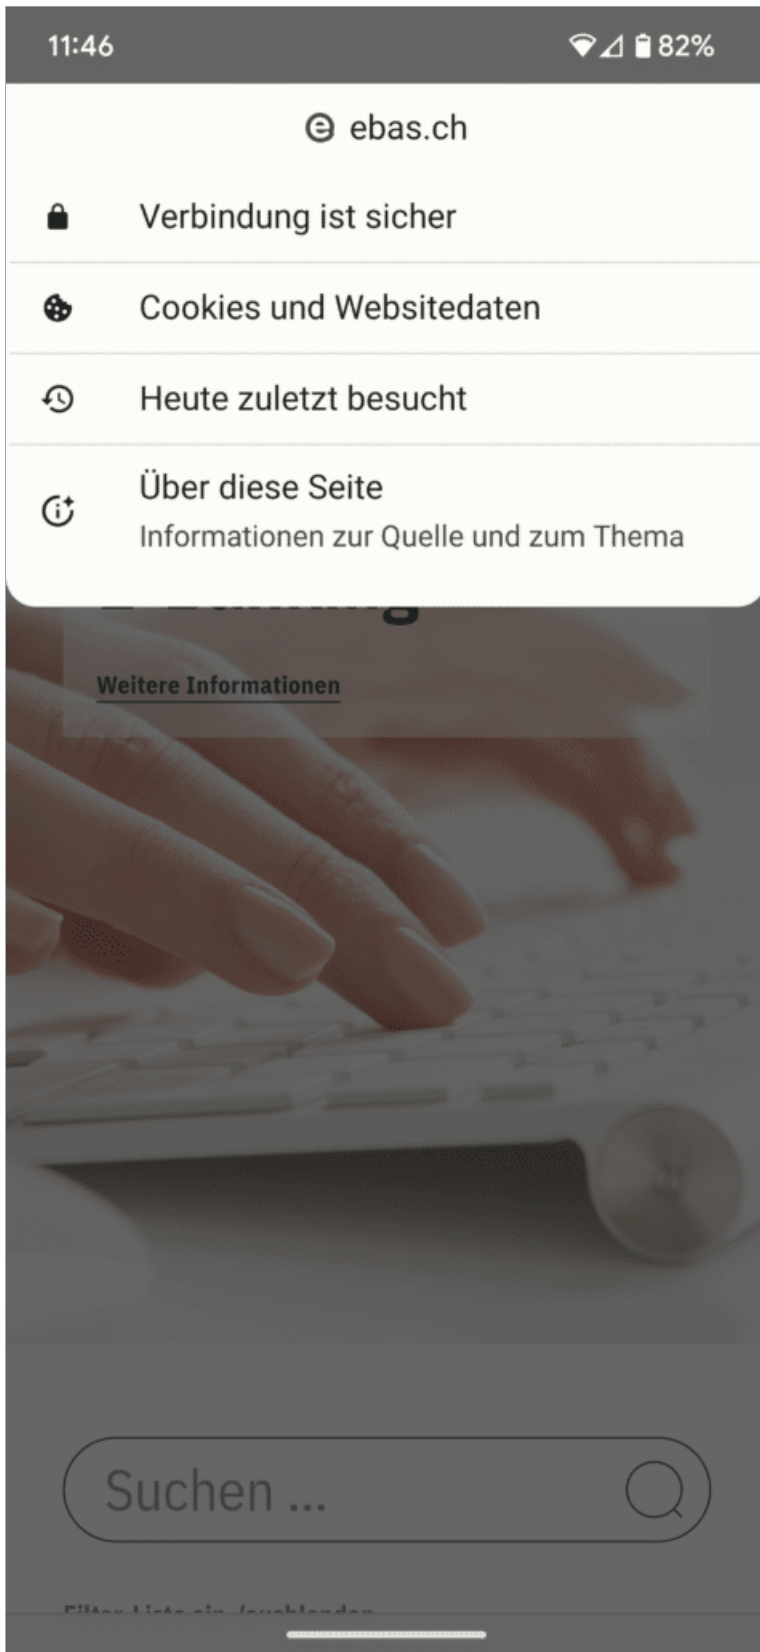 11:46
82%
ebas.ch
Verbindung ist sicher
Cookies und Websitedaten
Heute zuletzt besucht
Über diese Seite
Informationen zur Quelle und zum Thema
Weitere Informationen
Suchen ...